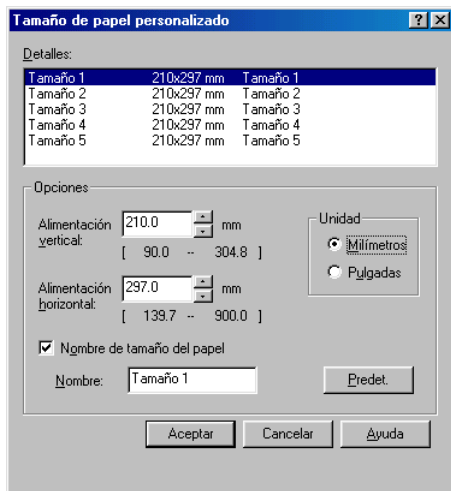 Tamaño de papel personalizado
Detalles:
Tamaño 1 210x297 mm Tamaño 1
Tamaño 2 210x297 mm Tamaño 2
Tamaño 3 210x297 mm Tamaño 3
Tamaño 4 210x297 mm Tamaño 4
Tamaño 5 210x297 mm Tamaño 5
Opciones
Alimentación vertical: 210.0 mm
[ 90.0 -- 304.8 ]
Alimentación horizontal: 297.0 mm
[ 139.7 -- 900.0 ]
Unidad
Milímetros
Pulgadas
Nombre de tamaño del papel
Nombre: Tamaño 1
Predet.
Aceptar Cancelar Ayuda